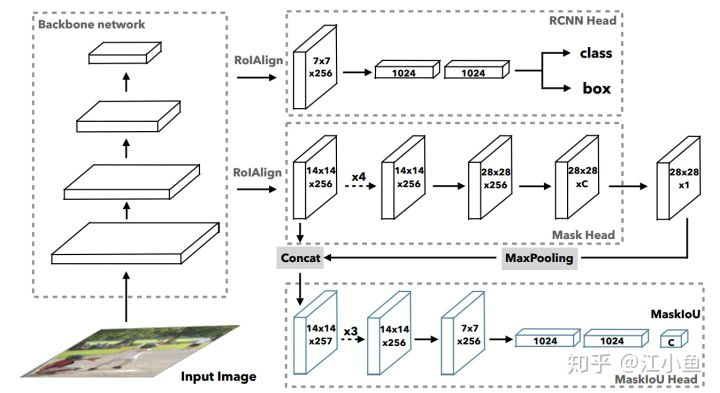 Backbone network
RCNN Head
RoIAlign
7x7
x256
1024
1024
class
box
RoIAlign
14x14
x256
x4
14x14
x256
28x28
x256
28x28
xC
28x28
x1
Mask Head
Concat
MaxPooling
14x14
x257
x3
14x14
x256
7x7
x256
1024
1024
C
MaskIoU
MaskIoU Head
Input Image
知乎 @江小鱼